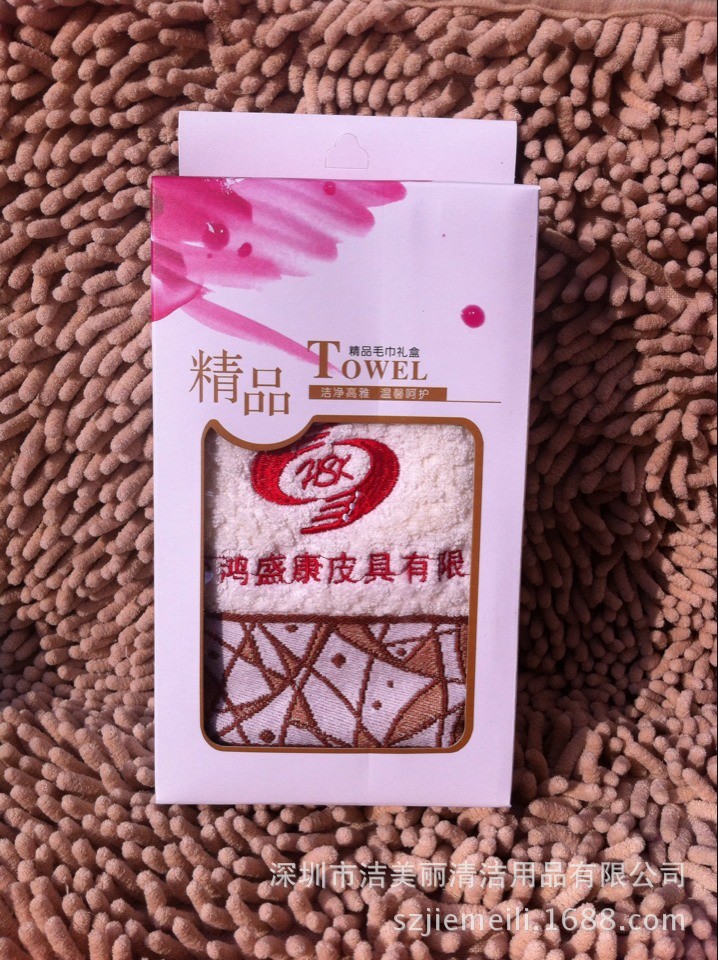 精品
精品毛巾礼盒
TOWEL
洁净高雅 温馨呵护
HSK
鸿盛康皮具有限
深圳市洁美丽清洁用品有限公司
szjiemeili.1688.com